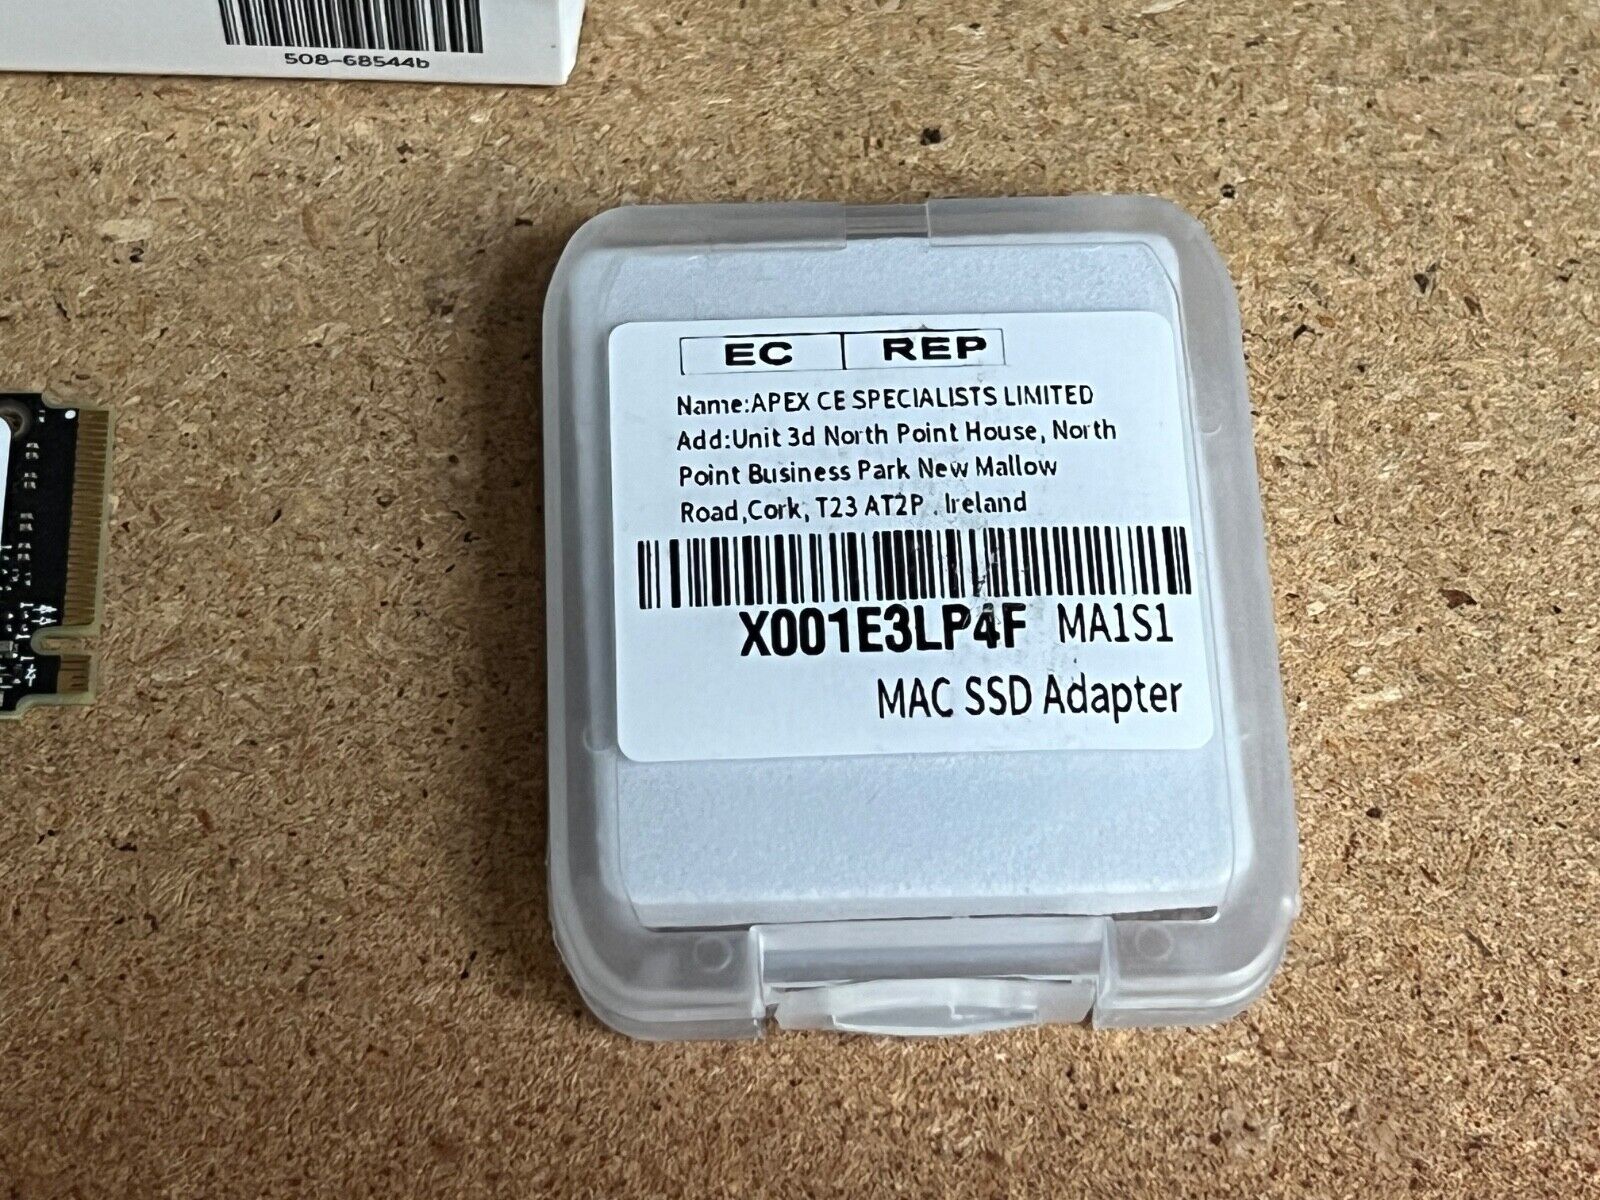 508-68544b
EC REP
Name:APEX CE SPECIALISTS LIMITED
Add:Unit 3d North Point House, North
Point Business Park New Mallow
Road,Cork, T23 AT2P . Ireland
X001E3LP4F MA1S1
MAC SSD Adapter